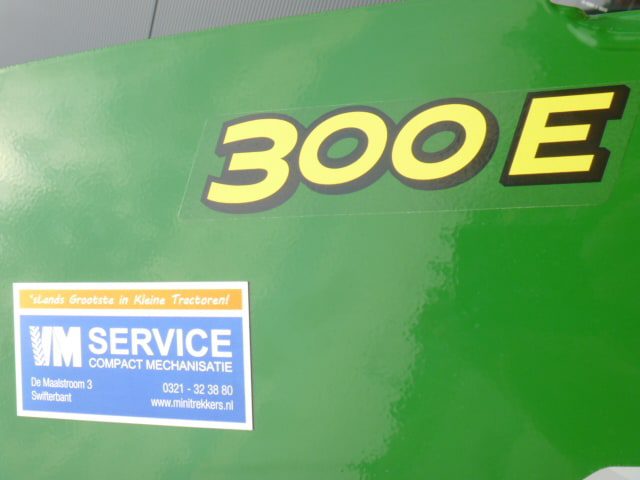 300E
'sLands Grootste in Kleine Tractoren!
VM SERVICE
COMPACT MECHANISATIE
De Maalstroom 3
0321 - 32 38 80
Swifterbant
www.minitrekkers.nl